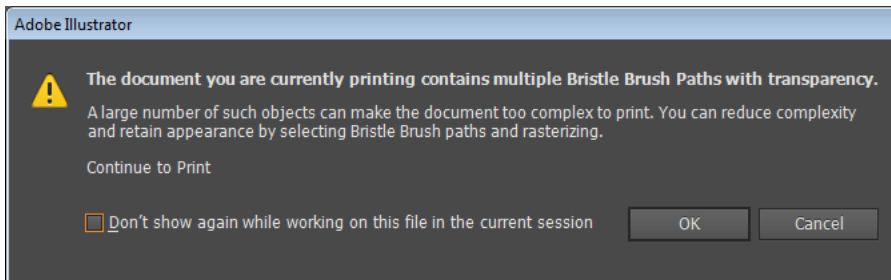 Adobe Illustrator
The document you are currently printing contains multiple Bristle Brush Paths with transparency.
A large number of such objects can make the document too complex to print. You can reduce complexity
and retain appearance by selecting Bristle Brush paths and rasterizing.
Continue to Print
Don't show again while working on this file in the current session
OK
Cancel